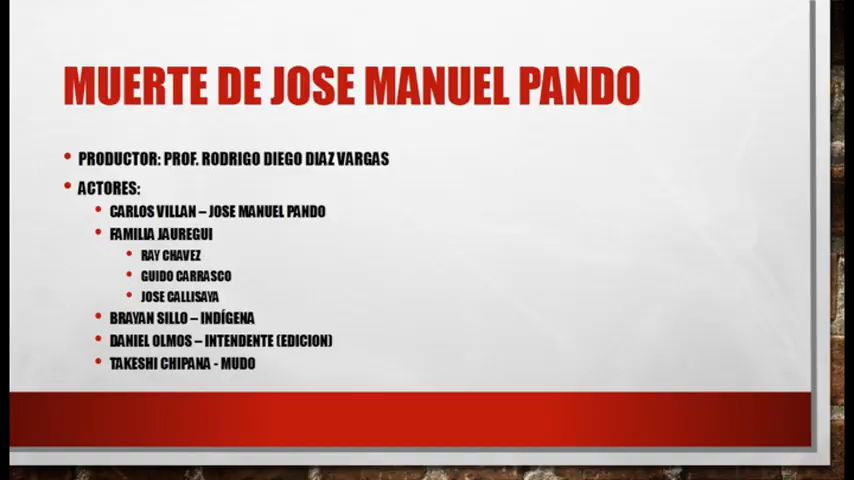 MUERTE DE JOSE MANUEL PANDO
• PRODUCTOR: PROF. RODRIGO DIEGO DIAZ VARGAS
• ACTORES:
• CARLOS VILLAN – JOSE MANUEL PANDO
• FAMILIA JAUREGUI
• RAY CHAVEZ
• GUIDO CARRASCO
• JOSE CALLISAYA
• BRAYAN SILLO – INDÍGENA
• DANIEL OLMOS – INTENDENTE (EDICION)
• TAKESHI CHIPANA - MUDO